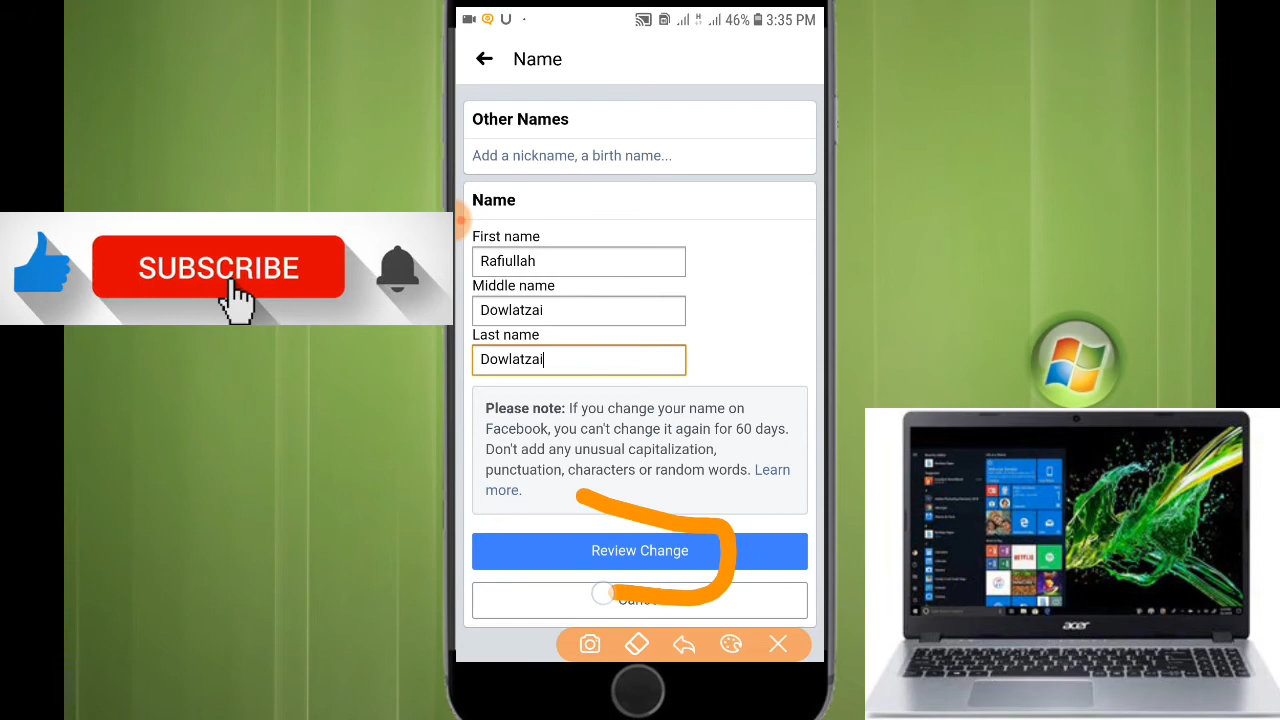 46% 3:35 PM
Name
Other Names
Add a nickname, a birth name...
Name
First name
Rafiullah
Middle name
Dowlatzai
Last name
Dowlatzai
Please note: If you change your name on
Facebook, you can't change it again for 60 days.
Don't add any unusual capitalization,
punctuation, characters or random words. Learn
more.
Review Change
SUBSCRIBE
NETFLIX
acer